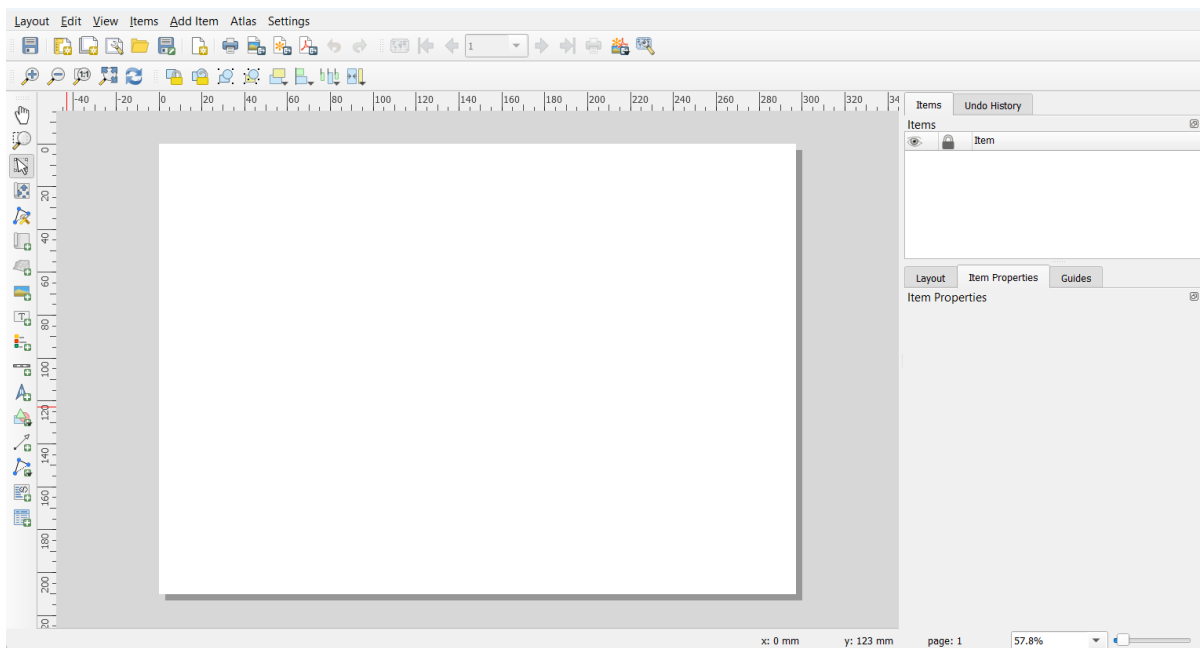 Layout Edit View Items Add Item Atlas Settings
1
1:1
-40 -20 0 20 40 60 80 100 120 140 160 180 200 220 240 260 280 300 320 34
Items Undo History
Items
Item
0
20
40
60
80
100
120
140
160
180
200
20
Layout Item Properties Guides
Item Properties
x: 0 mm y: 123 mm page: 1 57.8%